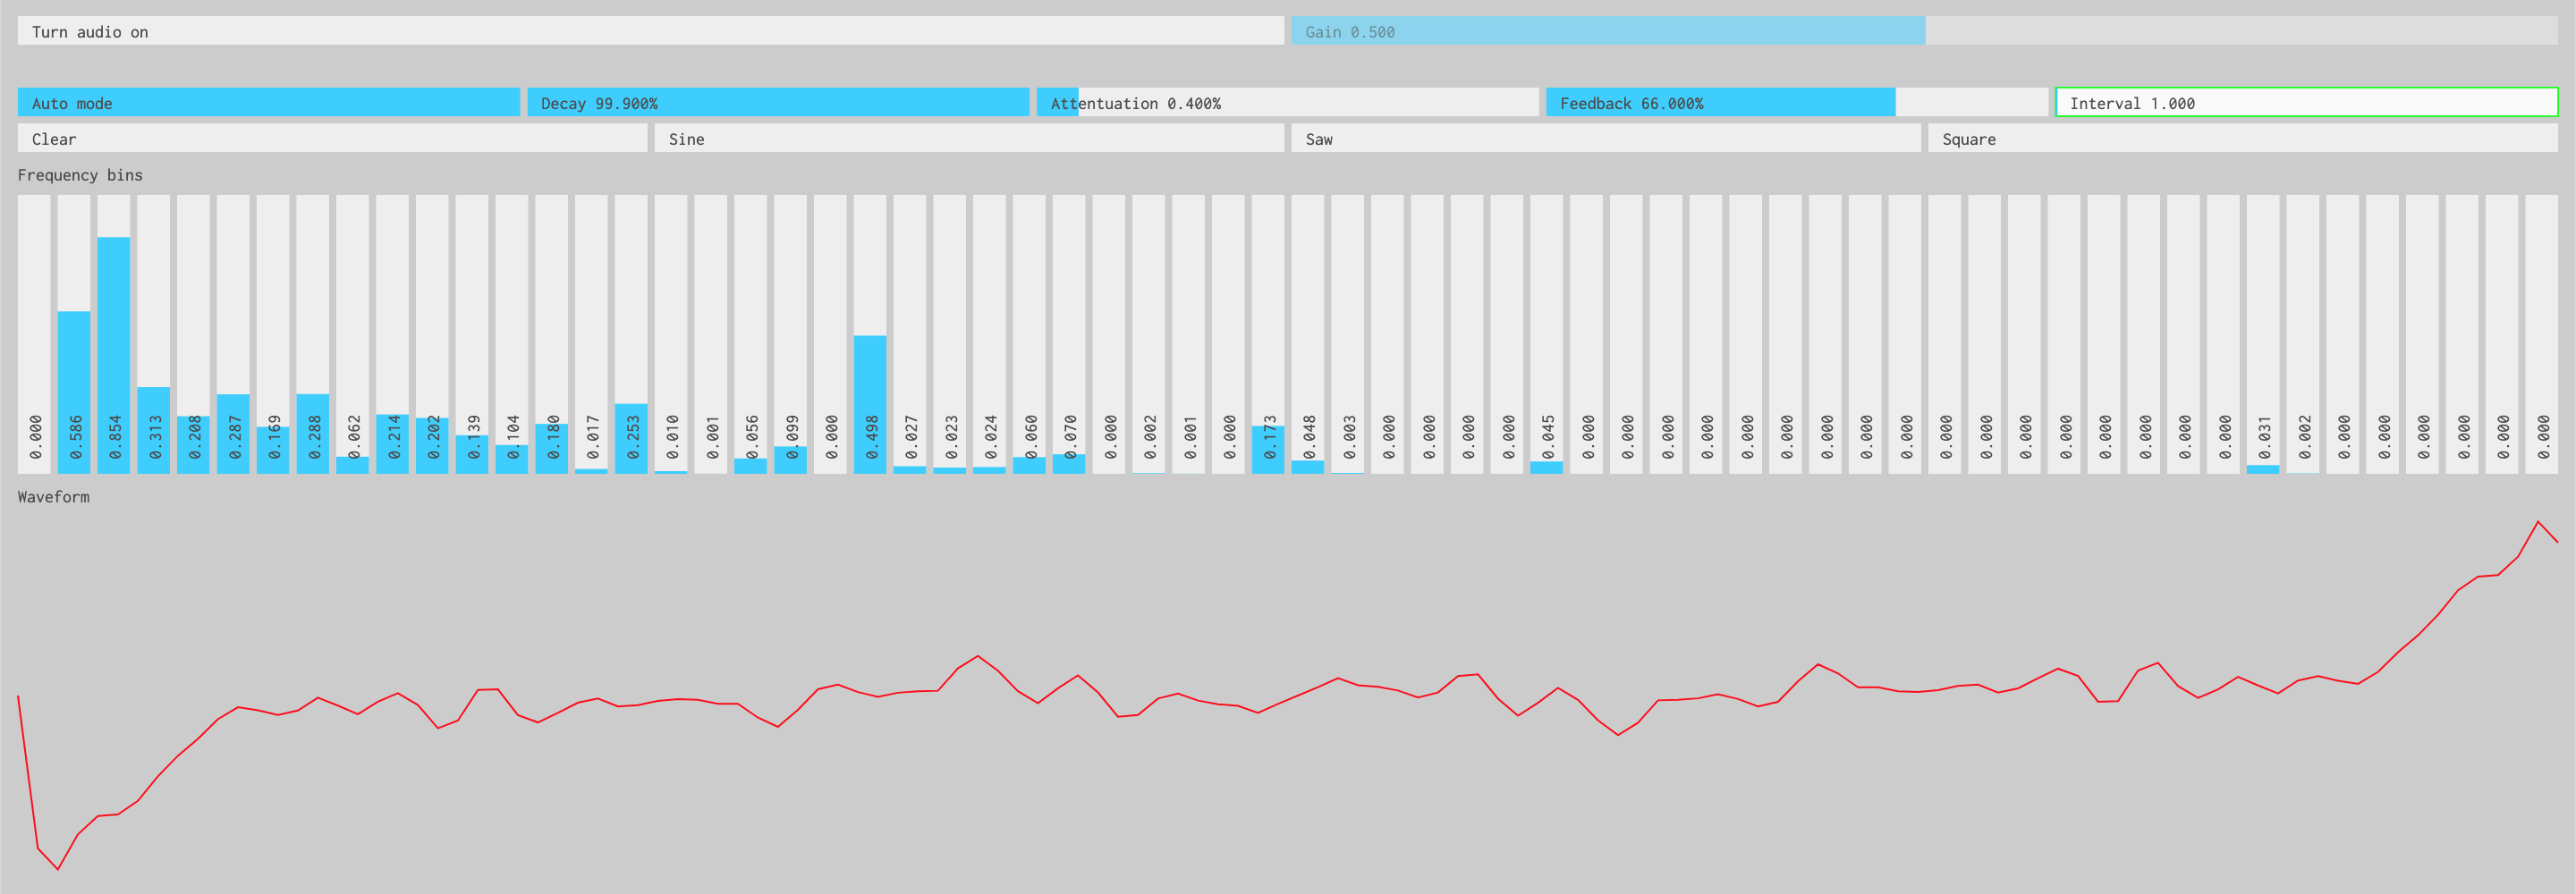 Turn audio on Gain 0.500
Auto mode Decay 99.900% Attentuation 0.400% Feedback 66.000% Interval 1.000
Clear Sine Saw Square
Frequency bins
0.000 0.586 0.854 0.313 0.208 0.287 0.169 0.288 0.062 0.214 0.202 0.139 0.104 0.180 0.017 0.253 0.010 0.001 0.056 0.099 0.000 0.498 0.027 0.023 0.024 0.060 0.070 0.000 0.002 0.001 0.000 0.173 0.048 0.003 0.000 0.000 0.000 0.000 0.045 0.000 0.000 0.000 0.000 0.000 0.000 0.000 0.000 0.000 0.000 0.000 0.000 0.000 0.000 0.000 0.000 0.000 0.031 0.002 0.000 0.000 0.000 0.000 0.000 0.000
Waveform